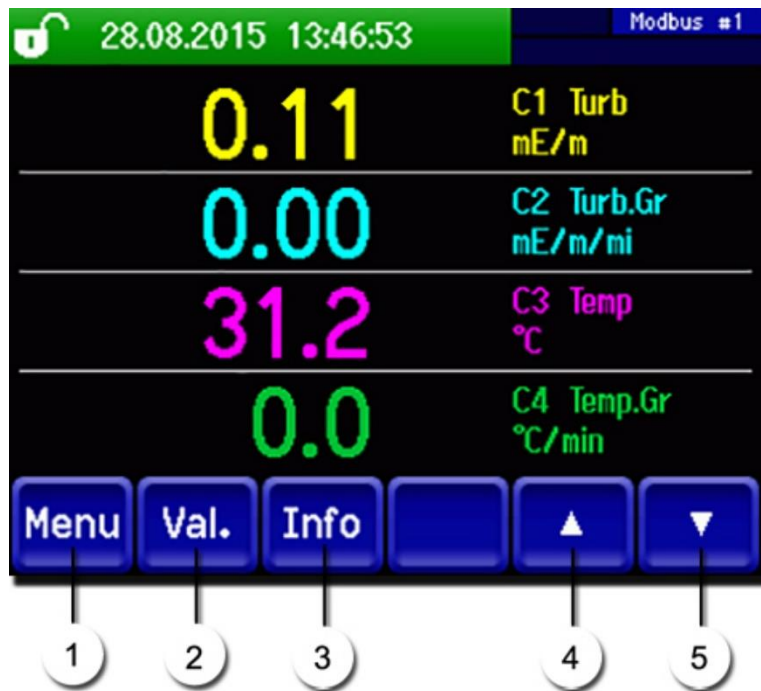 28.08.2015 13:46:53
Modbus #1
0.11
C1 Turb
mE/m
0.00
C2 Turb.Gr
mE/m/mi
31.2
C3 Temp
°C
0.0
C4 Temp.Gr
°C/min
Menu Val. Info ▲ ▼
1 2 3 4 5